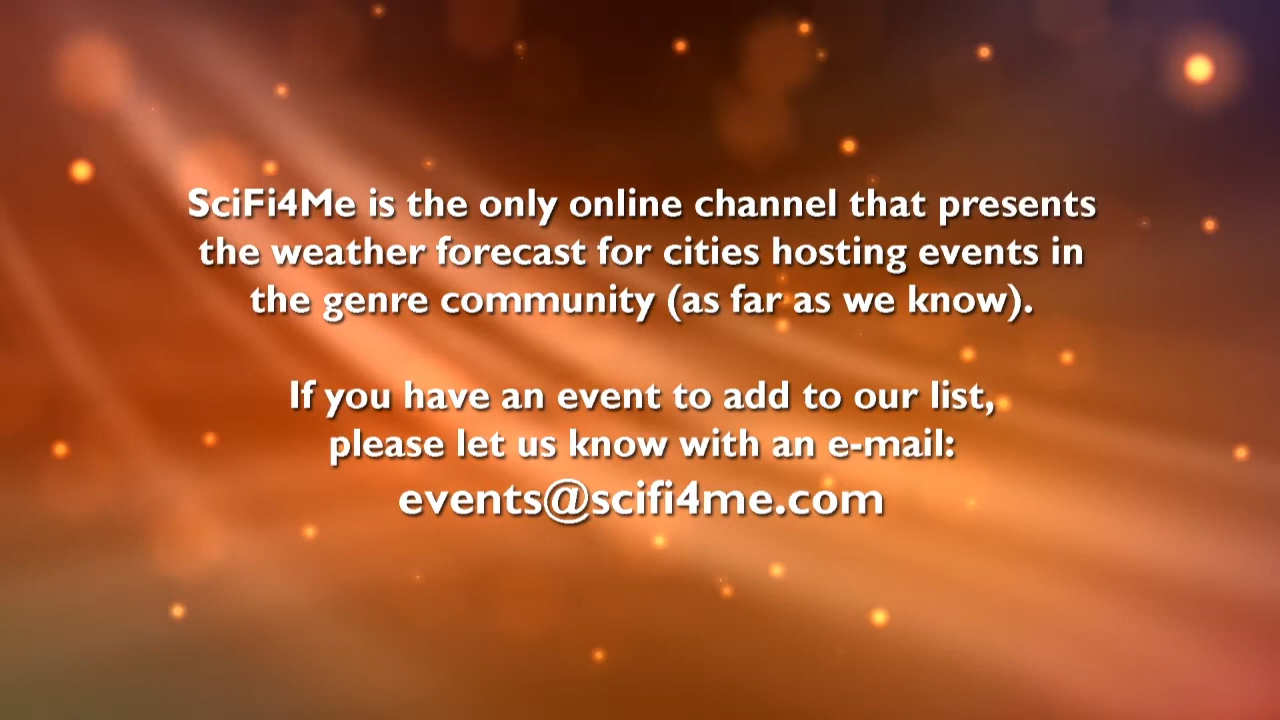 SciFi4Me is the only online channel that presents
the weather forecast for cities hosting events in
the genre community (as far as we know).
If you have an event to add to our list,
please let us know with an e-mail:
events@scifi4me.com